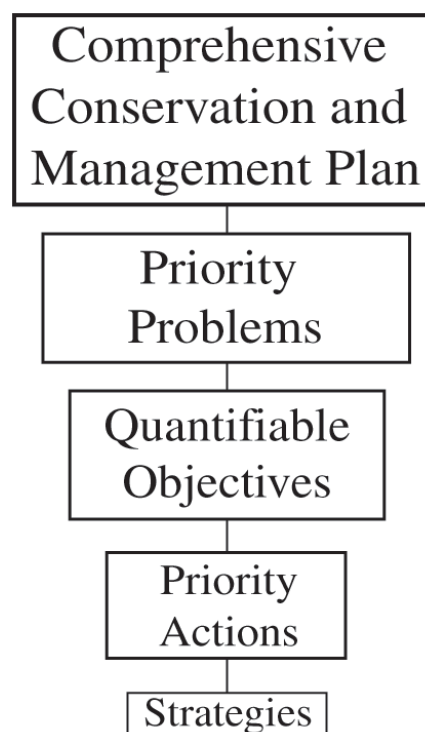 Comprehensive
Conservation and
Management Plan
Priority
Problems
Quantifiable
Objectives
Priority
Actions
Strategies